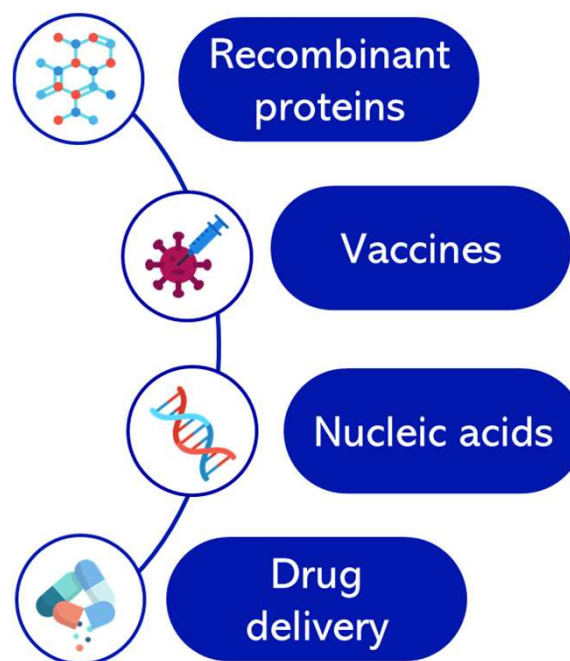 Recombinant
proteins
Vaccines
Nucleic acids
Drug
delivery